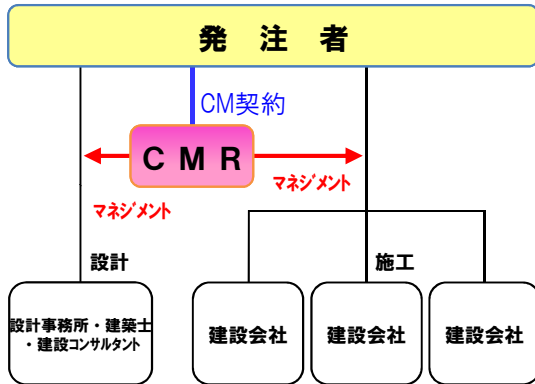 発注者
CM契約
CMR
マネジメント
マネジメント
設計
施工
設計事務所・建築士
・建設コンサルタント
建設会社
建設会社
建設会社